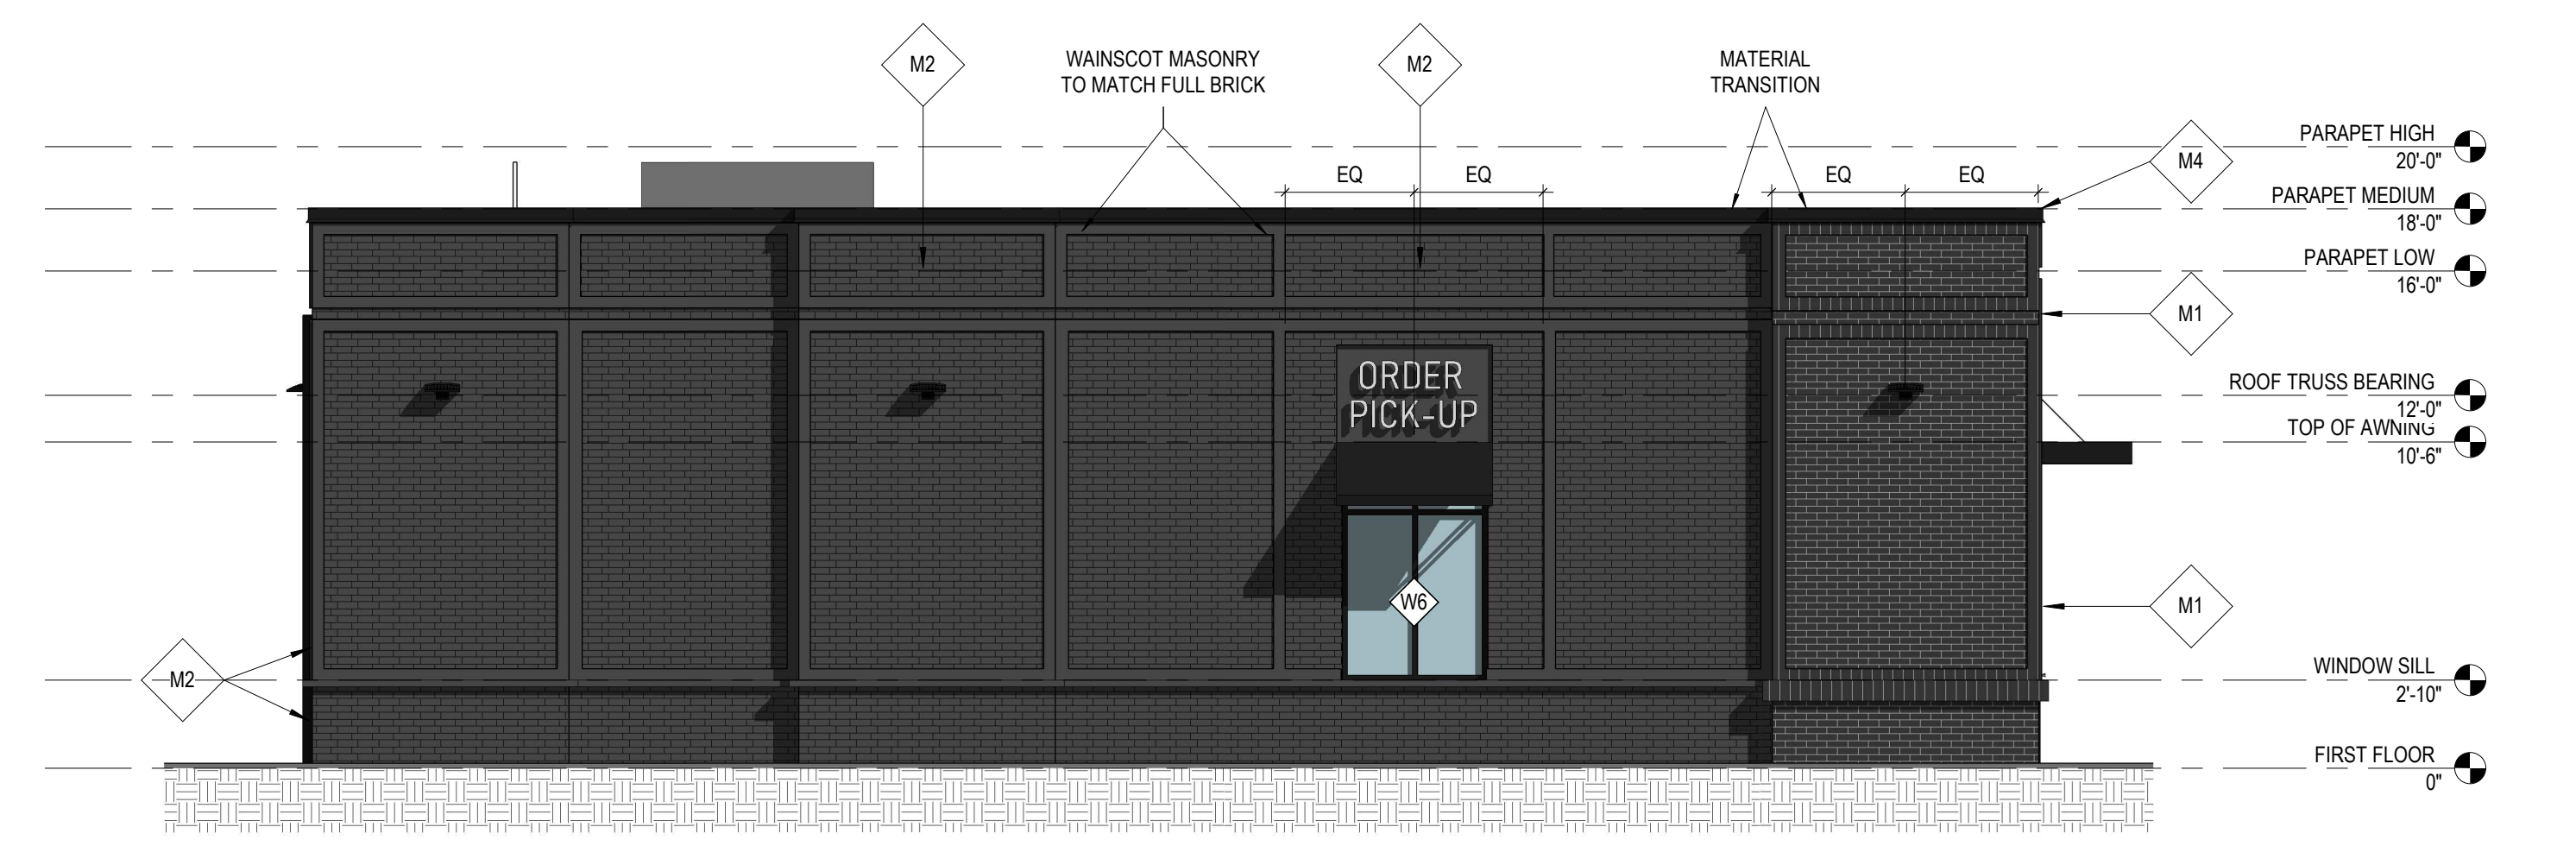 M2
WAINSCOT MASONRY
TO MATCH FULL BRICK
M2
MATERIAL
TRANSITION
PARAPET HIGH
20'-0"
M4
EQ
EQ
EQ
EQ
PARAPET MEDIUM
18'-0"
PARAPET LOW
16'-0"
M1
ORDER
PICK-UP
ROOF TRUSS BEARING
12'-0"
TOP OF AWNING
10'-6"
W6
M1
M2
WINDOW SILL
2'-10"
FIRST FLOOR
0"